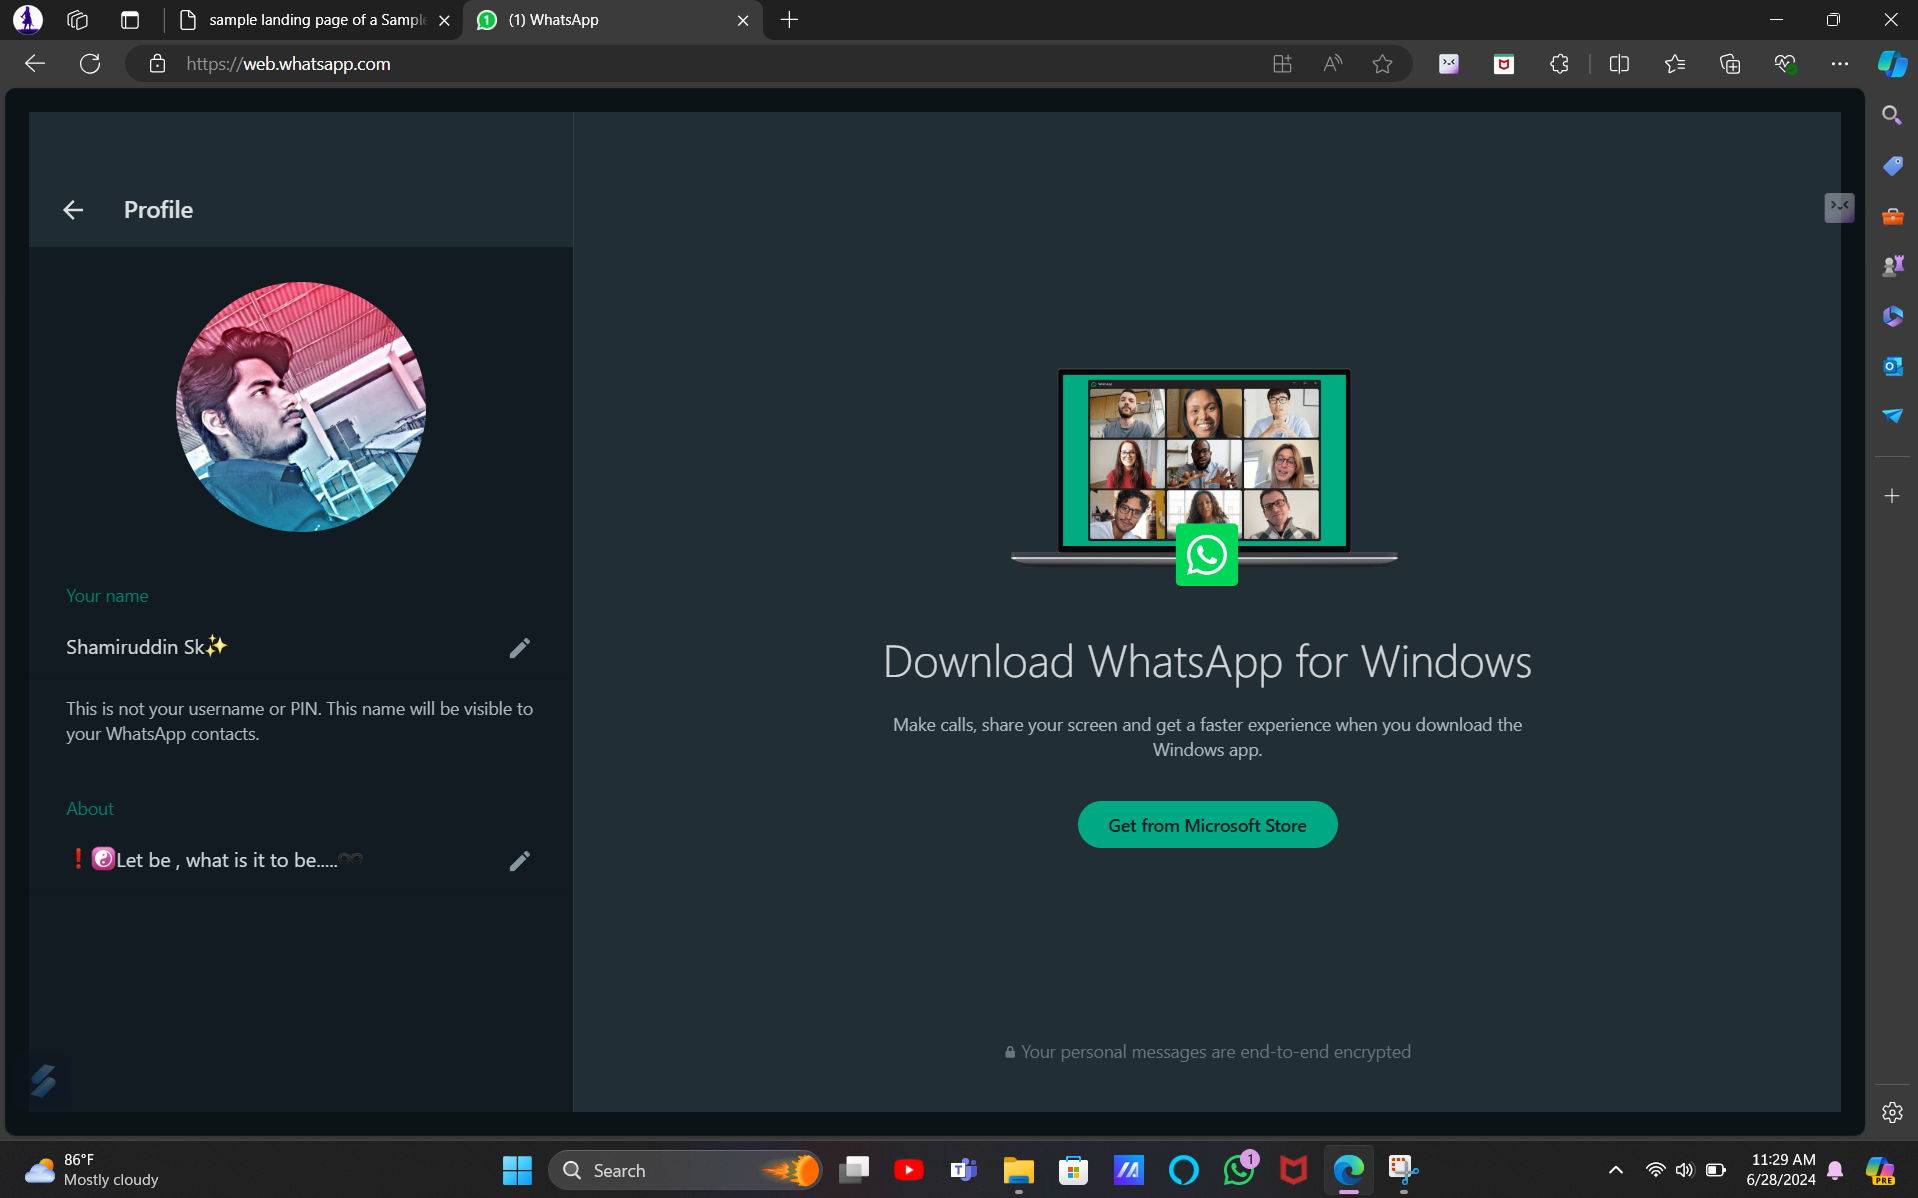 sample landing page of a Sample
(1) WhatsApp
https://web.whatsapp.com
Profile
Your name
Shamiruddin Sk✨
This is not your username or PIN. This name will be visible to
your WhatsApp contacts.
About
❗☯️Let be , what is it to be.....🕶
Download WhatsApp for Windows
Make calls, share your screen and get a faster experience when you download the
Windows app.
Get from Microsoft Store
Your personal messages are end-to-end encrypted
86°F
Mostly cloudy
Search
1
PRE
11:29 AM
6/28/2024